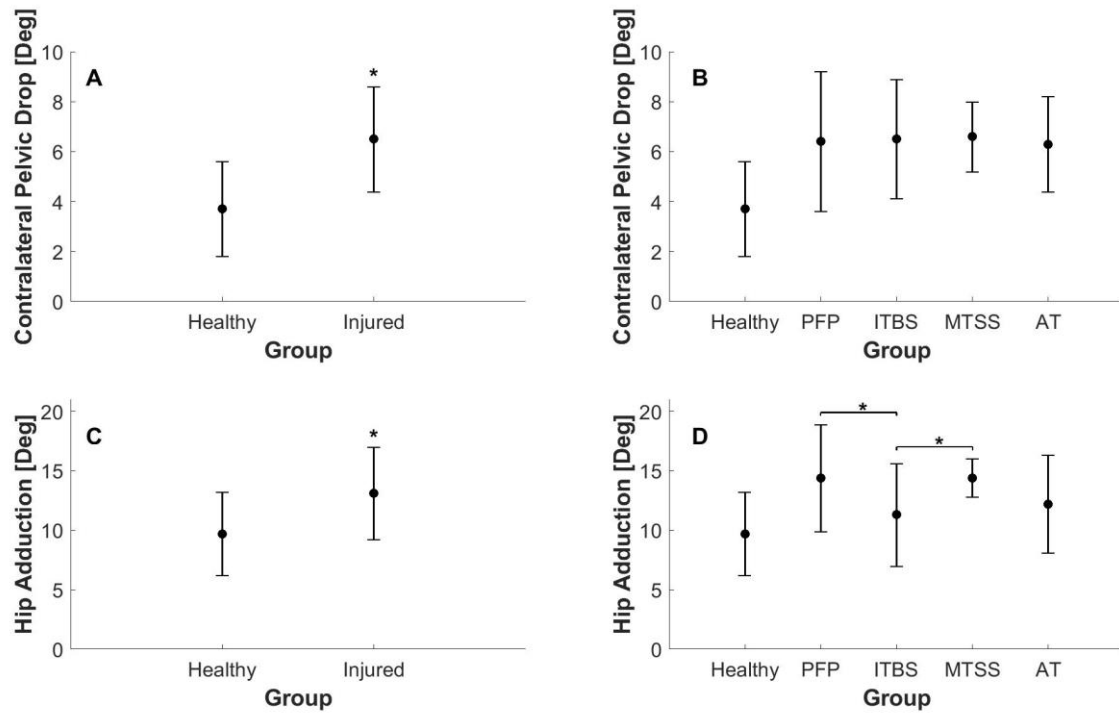 Contralateral Pelvic Drop [Deg]
10
8
6
4
2
0
A
*
Healthy
Injured
Group
Contralateral Pelvic Drop [Deg]
10
8
6
4
2
0
B
Healthy
PFP
ITBS
MTSS
AT
Group
Hip Adduction [Deg]
20
15
10
5
0
C
*
Healthy
Injured
Group
Hip Adduction [Deg]
20
15
10
5
0
D
*
*
Healthy
PFP
ITBS
MTSS
AT
Group